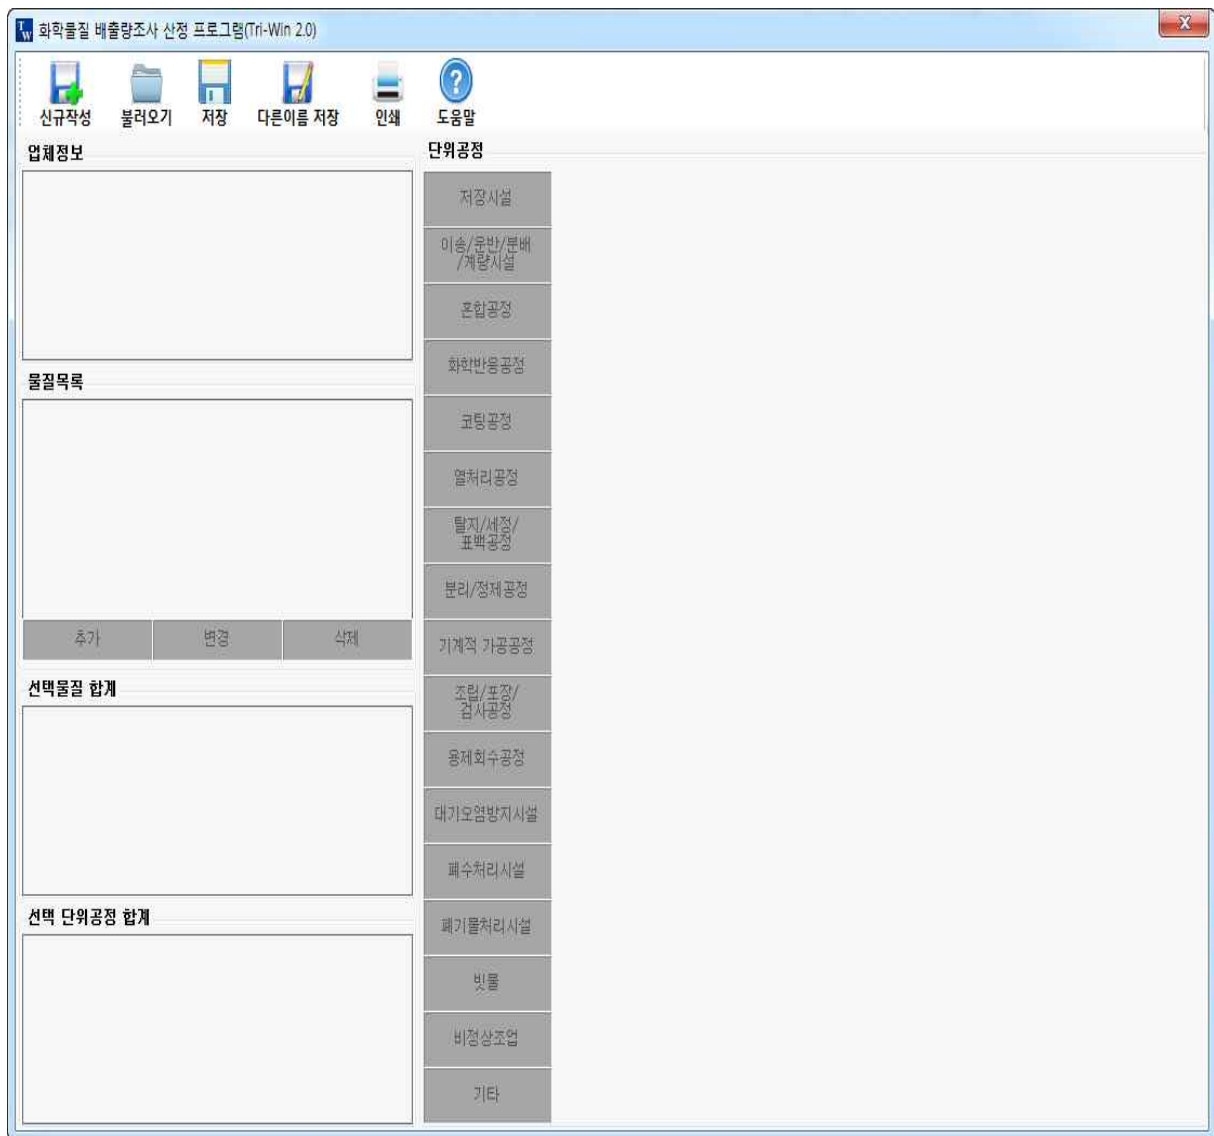 TW 화학물질 배출량조사 산정 프로그램(Tri-Win 2.0)
신규작성 불러오기 저장 다른이름 저장 인쇄 도움말
업체정보
물질목록
추가 변경 삭제
선택물질 합계
선택 단위공정 합계
단위공정
저장시설
이송/운반/분배
/계량시설
혼합공정
화학반응공정
코팅공정
열처리공정
탈지/세정/
표백공정
분리/정제공정
기계적 가공공정
조립/포장/
검사공정
용제회수공정
대기오염방지시설
폐수처리시설
폐기물처리시설
빗물
비정상조업
기타